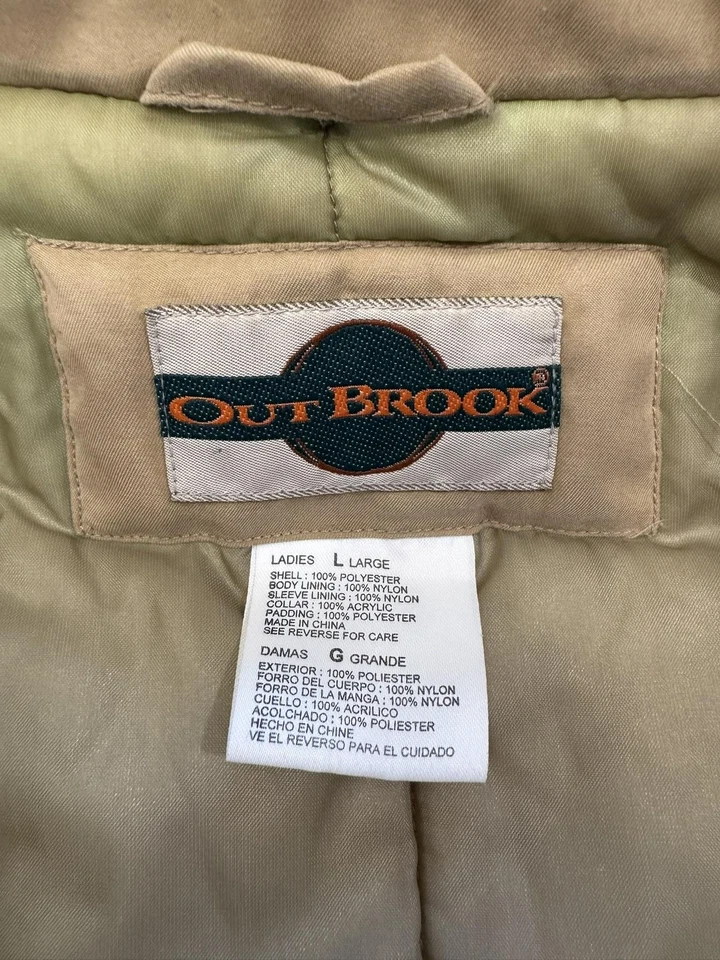 OUT BROOK®
LADIES L LARGE
SHELL : 100% POLYESTER
BODY LINING : 100% NYLON
SLEEVE LINING : 100% NYLON
COLLAR : 100% ACRYLIC
PADDING : 100% POLYESTER
MADE IN CHINA
SEE REVERSE FOR CARE
DAMAS G GRANDE
EXTERIOR : 100% POLIESTER
FORRO DEL CUERPO : 100% NYLON
FORRO DE LA MANGA : 100% NYLON
CUELLO : 100% ACRILICO
ACOLCHADO : 100% POLIESTER
HECHO EN CHINE
VE EL REVERSO PARA EL CUIDADO